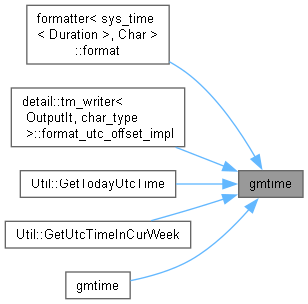 formatter< sys_time
< Duration >, Char >
::format
detail::tm_writer<
OutputIt, char_type
>::format_utc_offset_impl
Util::GetTodayUtcTime
gmtime
Util::GetUtcTimeInCurWeek
gmtime